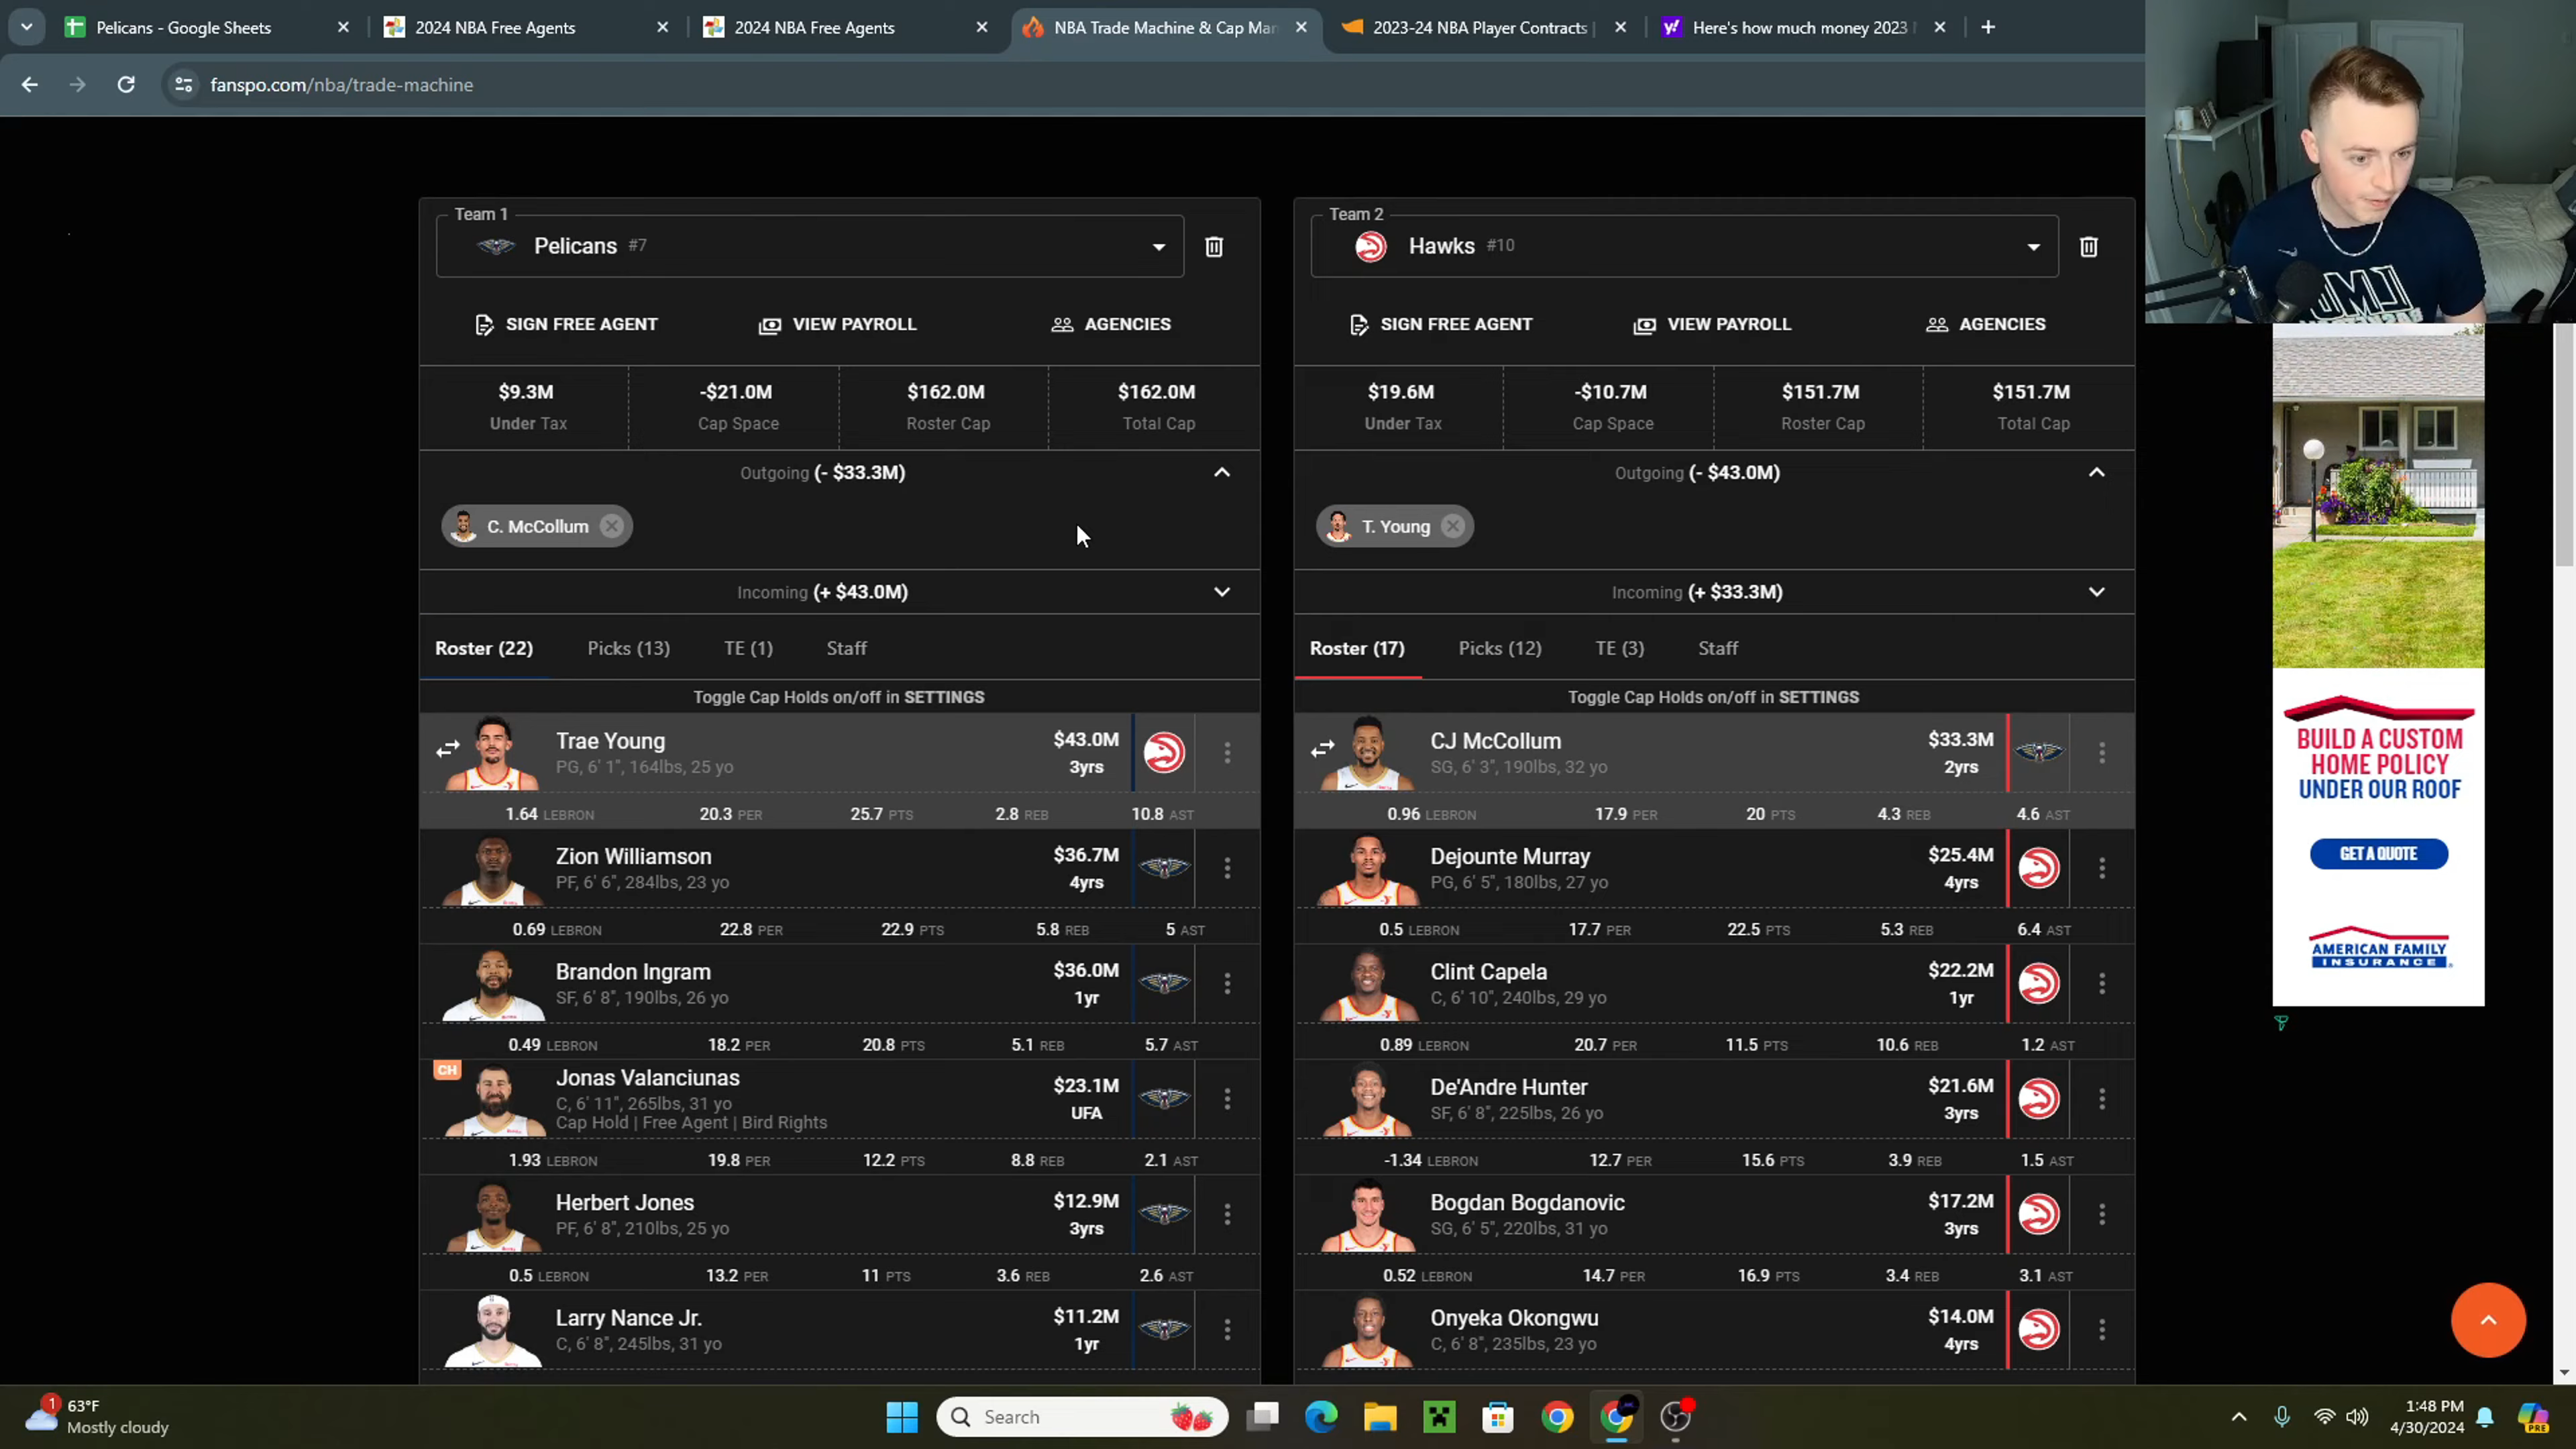 Pelicans - Google Sheets
2024 NBA Free Agents
2024 NBA Free Agents
NBA Trade Machine & Cap Man
2023-24 NBA Player Contracts |
Here's how much money 2023
fanspo.com/nba/trade-machine
Team 1
Pelicans #7
SIGN FREE AGENT
VIEW PAYROLL
AGENCIES
$9.3M -$21.0M $162.0M $162.0M
Under Tax Cap Space Roster Cap Total Cap
Outgoing (- $33.3M)
C. McCollum
Incoming (+ $43.0M)
Roster (22) Picks (13) TE (1) Staff
Toggle Cap Holds on/off in SETTINGS
Trae Young $43.0M
PG, 6' 1", 164lbs, 25 yo 3yrs
1.64 LEBRON 20.3 PER 25.7 PTS 2.8 REB 10.8 AST
Zion Williamson $36.7M
PF, 6' 6", 284lbs, 23 yo 4yrs
0.69 LEBRON 22.8 PER 22.9 PTS 5.8 REB 5 AST
Brandon Ingram $36.0M
SF, 6' 8", 190lbs, 26 yo 1yr
0.49 LEBRON 18.2 PER 20.8 PTS 5.1 REB 5.7 AST
CH
Jonas Valanciunas $23.1M
C, 6' 11", 265lbs, 31 yo UFA
Cap Hold | Free Agent | Bird Rights
1.93 LEBRON 19.8 PER 12.2 PTS 8.8 REB 2.1 AST
Herbert Jones $12.9M
PF, 6' 8", 210lbs, 25 yo 3yrs
0.5 LEBRON 13.2 PER 11 PTS 3.6 REB 2.6 AST
Larry Nance Jr. $11.2M
C, 6' 8", 245lbs, 31 yo 1yr
Team 2
Hawks #10
SIGN FREE AGENT
VIEW PAYROLL
AGENCIES
$19.6M -$10.7M $151.7M $151.7M
Under Tax Cap Space Roster Cap Total Cap
Outgoing (- $43.0M)
T. Young
Incoming (+ $33.3M)
Roster (17) Picks (12) TE (3) Staff
Toggle Cap Holds on/off in SETTINGS
CJ McCollum $33.3M
SG, 6' 3", 190lbs, 32 yo 2yrs
0.96 LEBRON 17.9 PER 20 PTS 4.3 REB 4.6 AST
Dejounte Murray $25.4M
PG, 6' 5", 180lbs, 27 yo 4yrs
0.5 LEBRON 17.7 PER 22.5 PTS 5.3 REB 6.4 AST
Clint Capela $22.2M
C, 6' 10", 240lbs, 29 yo 1yr
0.89 LEBRON 20.7 PER 11.5 PTS 10.6 REB 1.2 AST
De'Andre Hunter $21.6M
SF, 6' 8", 225lbs, 26 yo 3yrs
-1.34 LEBRON 12.7 PER 15.6 PTS 3.9 REB 1.5 AST
Bogdan Bogdanovic $17.2M
SG, 6' 5", 220lbs, 31 yo 3yrs
0.52 LEBRON 14.7 PER 16.9 PTS 3.4 REB 3.1 AST
Onyeka Okongwu $14.0M
C, 6' 8", 235lbs, 23 yo 4yrs
BUILD A CUSTOM
HOME POLICY
UNDER OUR ROOF
GET A QUOTE
AMERICAN FAMILY
INSURANCE
1
63°F
Mostly cloudy
Search
1:48 PM
4/30/2024
PRE